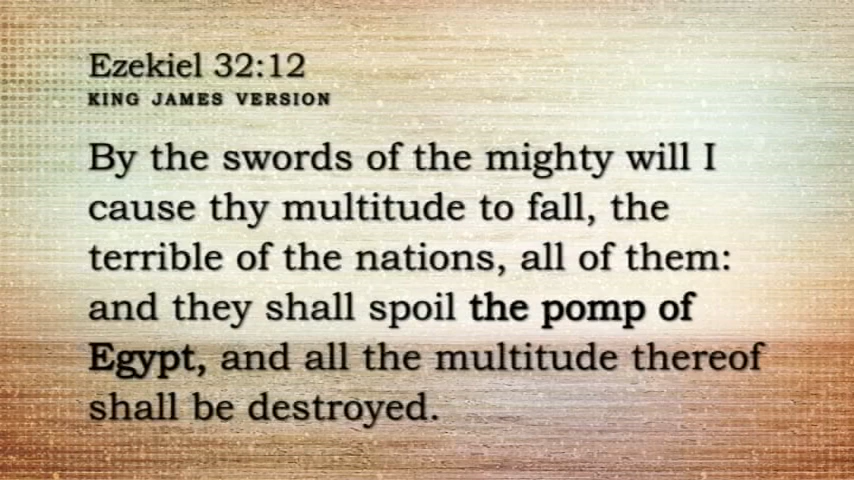 Ezekiel 32:12
KING JAMES VERSION
By the swords of the mighty will I
cause thy multitude to fall, the
terrible of the nations, all of them:
and they shall spoil the pomp of
Egypt, and all the multitude thereof
shall be destroyed.